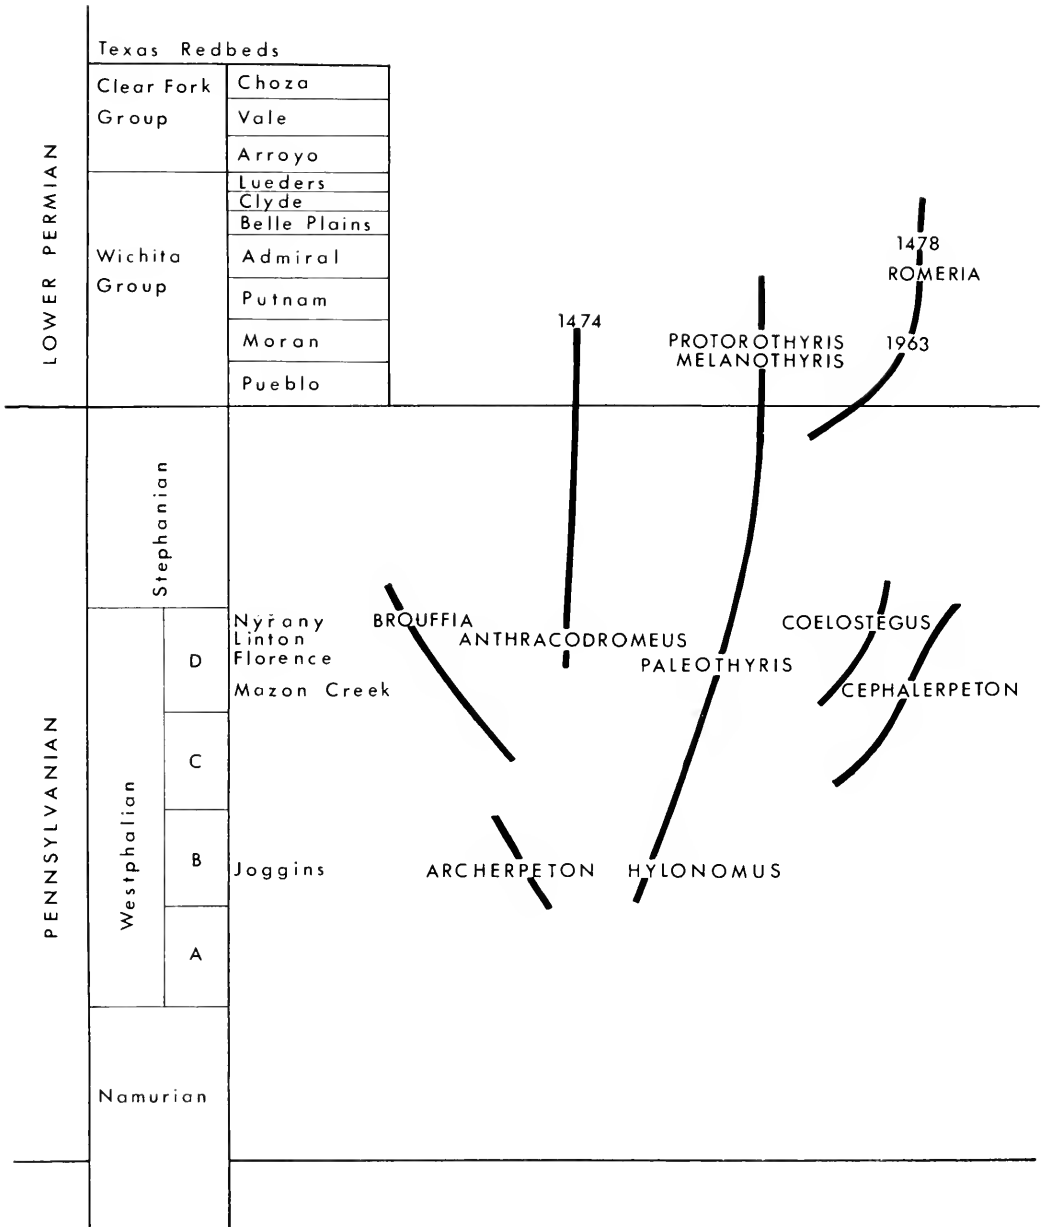 Texas Redbeds
Clear Fork
Group
Choza
Vale
Arroyo
LOWER PERMIAN
Wichita
Group
Lueders
Clyde
Belle Plains
Admiral
Putnam
Moran
Pueblo
1478
ROMERIA
1474
PROTOROTHYRIS
MELANOTHYRIS
1963
PENNSYLVANIAN
Stephanian
Westphalian
D
C
B
A
Nýřany
Linton
Florence
Mazon Creek
Joggins
BROUFFIA
ANTHRACODROMEUS
PALEOTHYRIS
COELOSTEGUS
CEPHALERPETON
ARCHERPETON
HYLONOMUS
Namurian